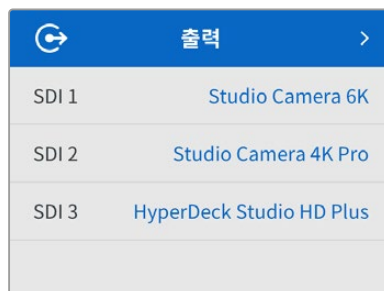 출력
SDI 1 Studio Camera 6K
SDI 2 Studio Camera 4K Pro
SDI 3 HyperDeck Studio HD Plus